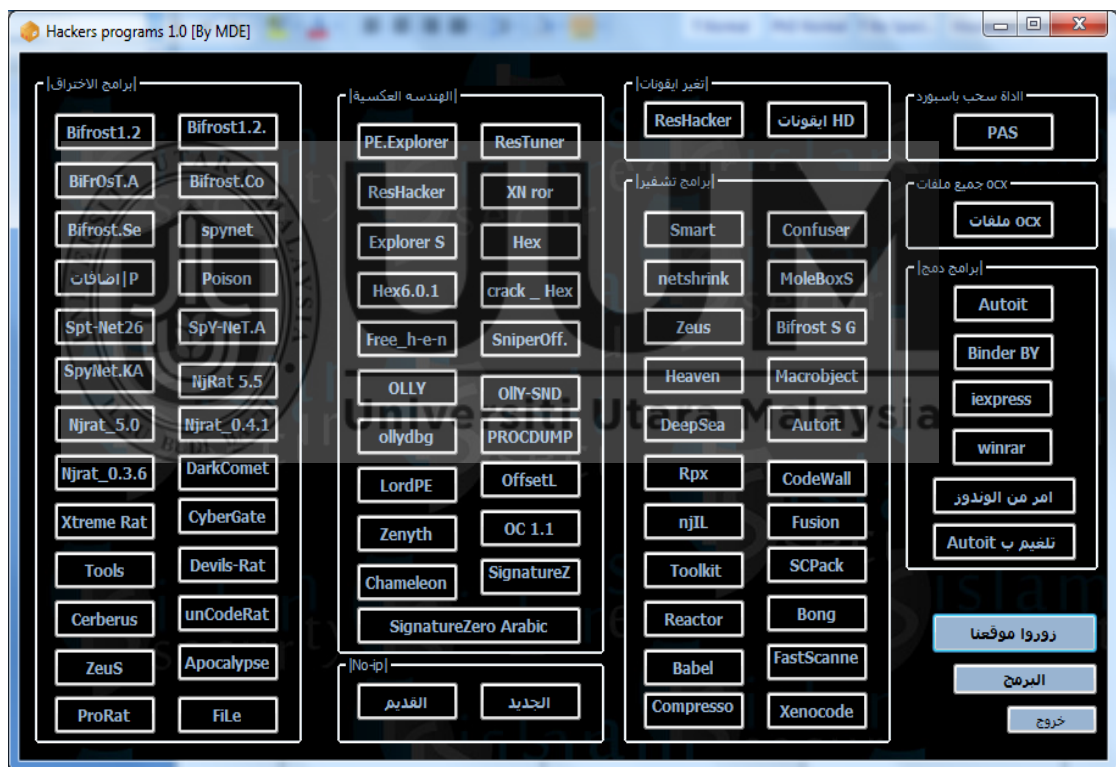 Hackers programs 1.0 [By MDE]
|برامج الاختراق|
Bifrost1.2
Bifrost1.2.
BiFrOsT.A
Bifrost.Co
Bifrost.Se
spynet
اضافات|P
Poison
Spt-Net26
SpY-NeT.A
SpyNet.KA
NjRat 5.5
Njrat_5.0
Njrat_0.4.1
Njrat_0.3.6
DarkComet
Xtreme Rat
CyberGate
Tools
Devils-Rat
Cerberus
unCodeRat
ZeuS
Apocalypse
ProRat
FiLe
|الهندسه العكسية|
PE.Explorer
ResTuner
ResHacker
XN ror
Explorer S
Hex
Hex6.0.1
crack _ Hex
Free_h-e-n
SniperOff.
OLLY
OllY-SND
ollydbg
PROCDUMP
LordPE
OffsetL
Zenyth
OC 1.1
Chameleon
SignatureZ
SignatureZero Arabic
|No-ip|
القديم
الجديد
|تغير ايقونات|
ResHacker
ايقونات HD
|برامج تشفير|
Smart
Confuser
netshrink
MoleBoxS
Zeus
Bifrost S G
Heaven
Macrobject
DeepSea
Autoit
Rpx
CodeWall
njIL
Fusion
Toolkit
SCPack
Reactor
Bong
Babel
FastScanne
Compresso
Xenocode
ااداة سحب باسبورد
PAS
جميع ملفات ocx
ملفات ocx
|برامج دمج|
Autoit
Binder BY
iexpress
winrar
امر من الوندوز
تلغيم ب Autoit
زوروا موقعنا
البرمج
خروج
UUM
Universiti Utara Malaysia